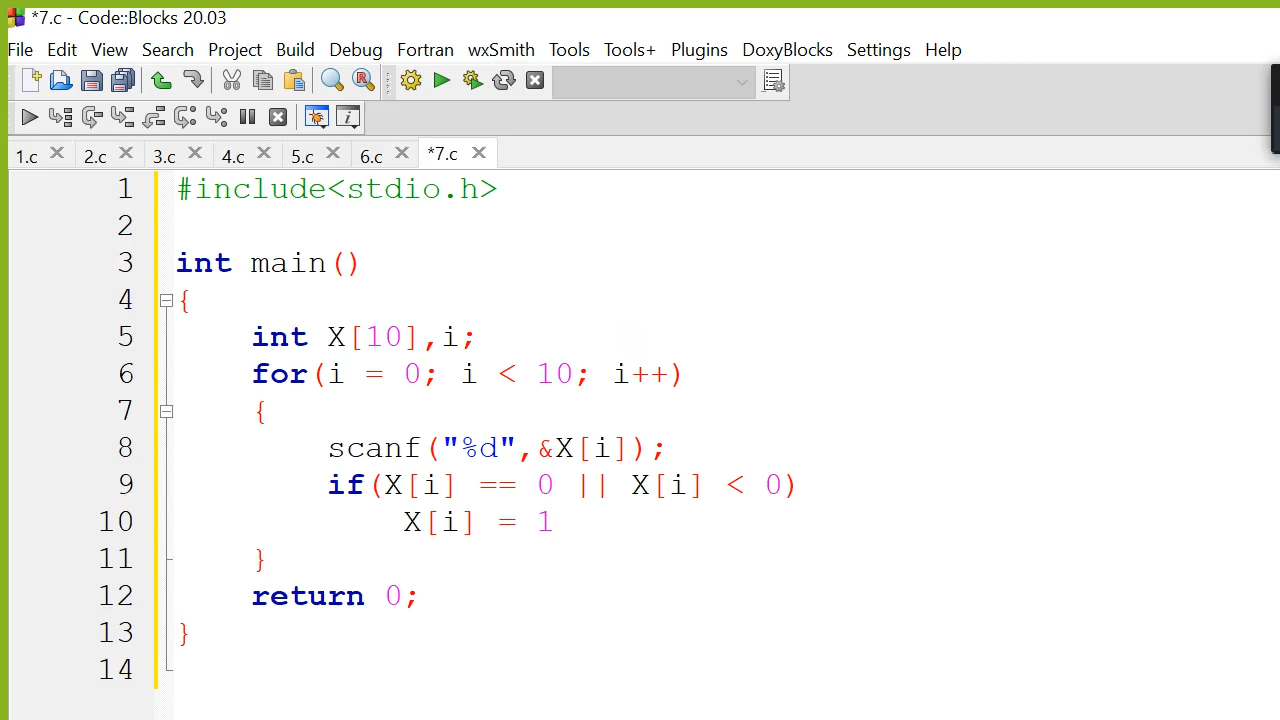 *7.c - Code::Blocks 20.03
File Edit View Search Project Build Debug Fortran wxSmith Tools Tools+ Plugins DoxyBlocks Settings Help
1.c 2.c 3.c 4.c 5.c 6.c *7.c
1 #include<stdio.h>
2
3 int main()
4 {
5 int X[10],i;
6 for(i = 0; i < 10; i++)
7 {
8 scanf("%d",&X[i]);
9 if(X[i] == 0 || X[i] < 0)
10 X[i] = 1
11 }
12 return 0;
13 }
14